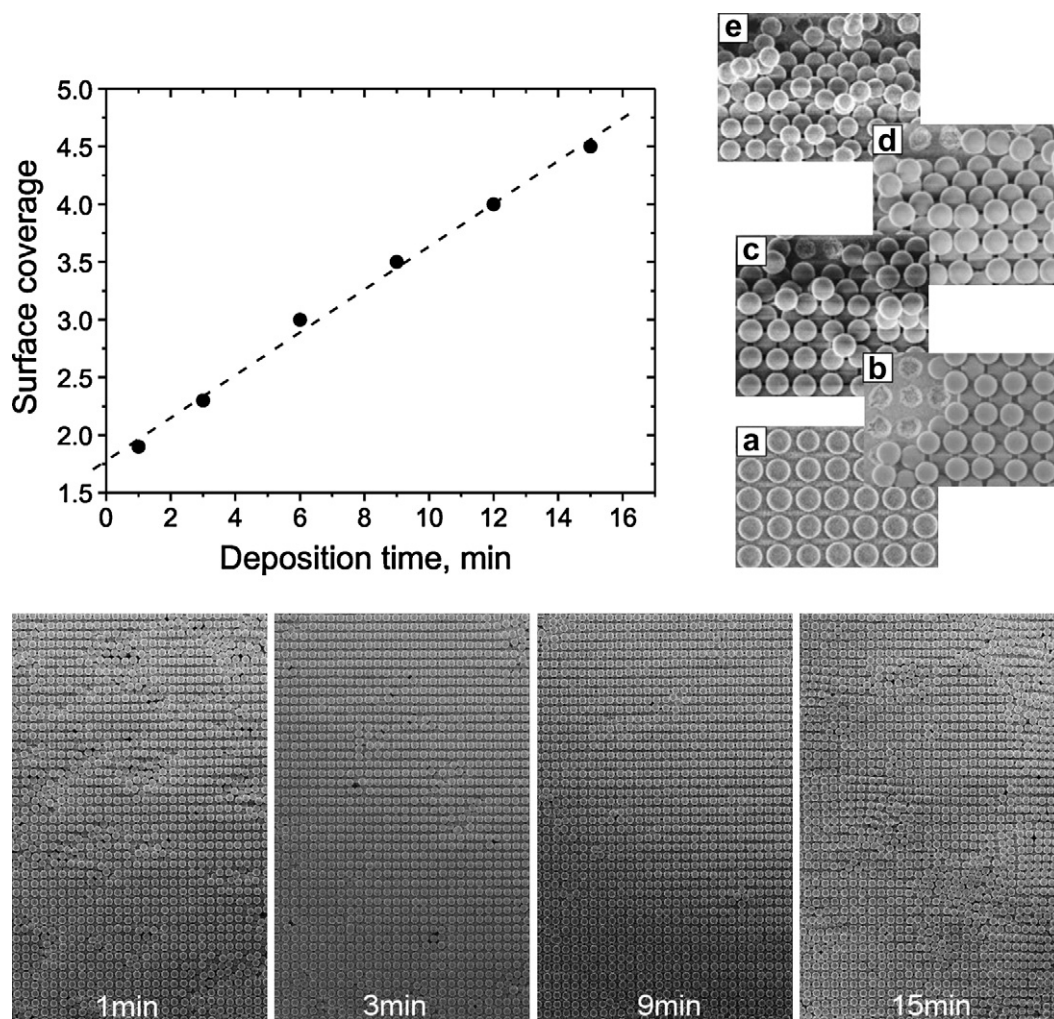 5.0
4.5
4.0
3.5
3.0
2.5
2.0
1.5
Surface coverage
0 2 4 6 8 10 12 14 16
Deposition time, min
e
d
c
b
a
1min
3min
9min
15min